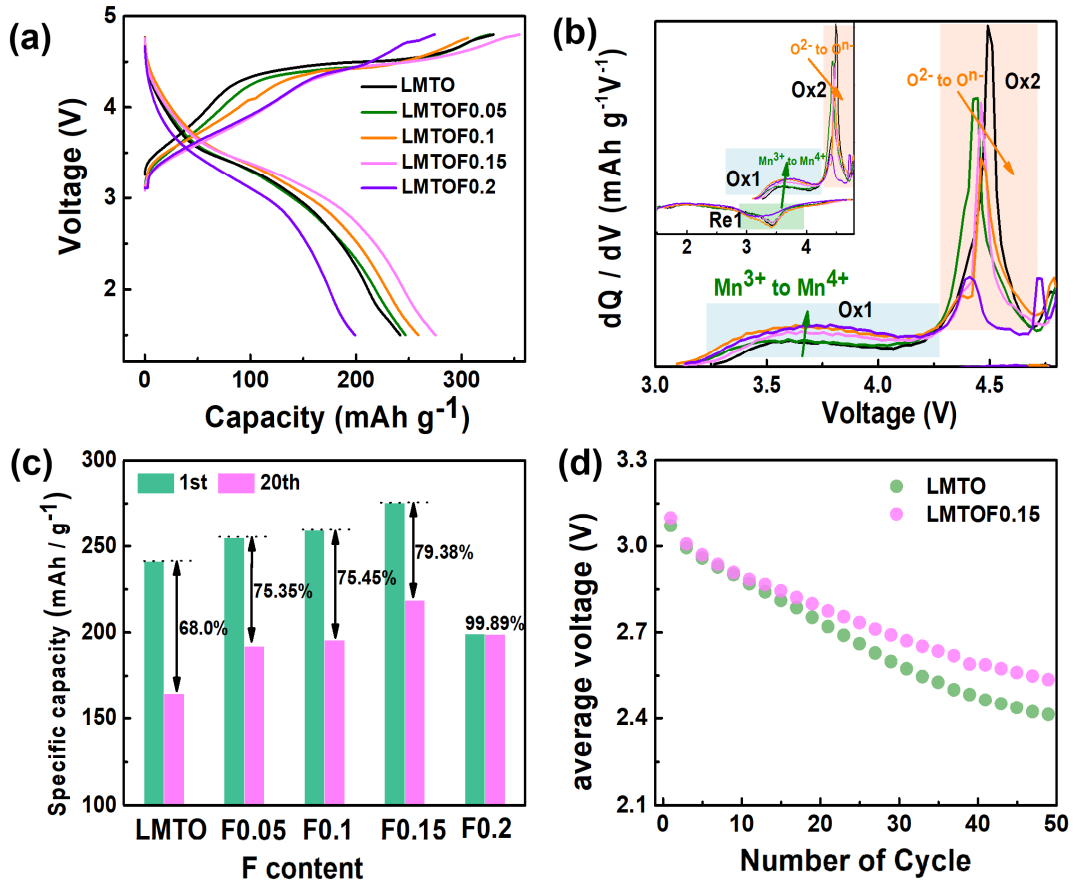 (a)
5
4
3
2
0
100
200
300
Voltage (V)
Capacity (mAh g-1)
LMTO
LMTOF0.05
LMTOF0.1
LMTOF0.15
LMTOF0.2
(b)
dQ / dV (mAh g-1V-1)
O2- to On-
Ox2
Mn3+ to Mn4+
Ox1
Re1
2
3
4
O2- to On-
Ox2
Mn3+ to Mn4+
Ox1
3.0
3.5
4.0
4.5
Voltage (V)
(c)
300
250
200
150
100
Specific capacity (mAh / g-1)
1st
20th
68.0%
75.35%
75.45%
79.38%
99.89%
LMTO
F0.05
F0.1
F0.15
F0.2
F content
(d)
3.3
3.0
2.7
2.4
2.1
average voltage (V)
LMTO
LMTOF0.15
0
10
20
30
40
50
Number of Cycle